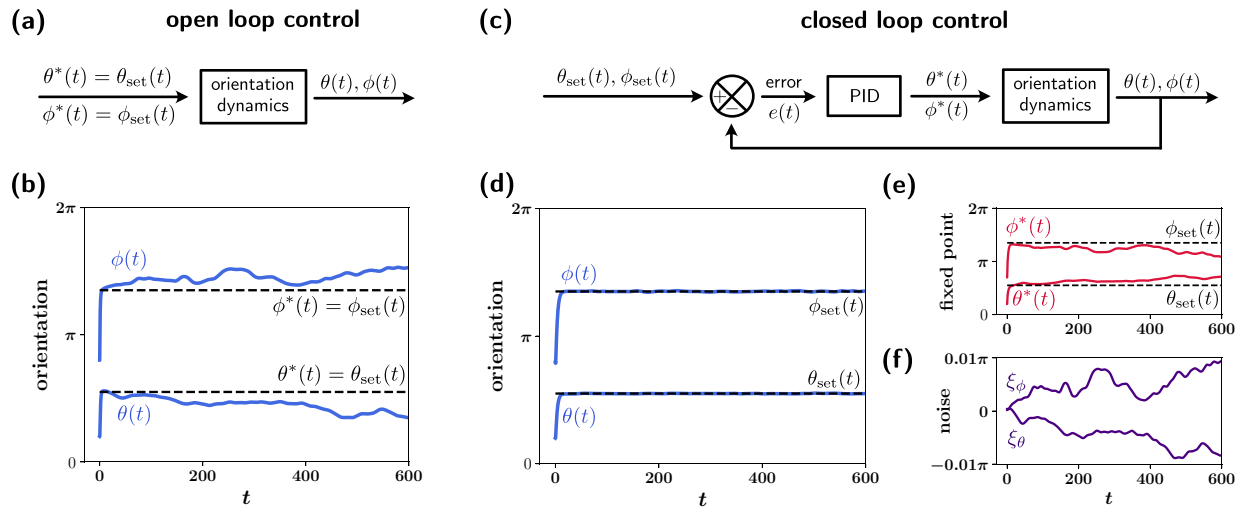 (a) open loop control
θ*(t) = θset(t)
ϕ*(t) = ϕset(t)
orientation
dynamics
θ(t), ϕ(t)
(b)
orientation
2π
π
0
ϕ(t)
ϕ*(t) = ϕset(t)
θ*(t) = θset(t)
θ(t)
0 200 400 600
t
(c) closed loop control
θset(t), ϕset(t)
+
−
error
e(t)
PID
θ*(t)
ϕ*(t)
orientation
dynamics
θ(t), ϕ(t)
(d)
orientation
2π
π
0
ϕ(t)
ϕset(t)
θset(t)
θ(t)
0 200 400 600
t
(e)
fixed point
2π
π
0
ϕ*(t)
ϕset(t)
θ*(t)
θset(t)
0 200 400 600
(f)
noise
0.01π
0
−0.01π
ξϕ
ξθ
0 200 400 600
t